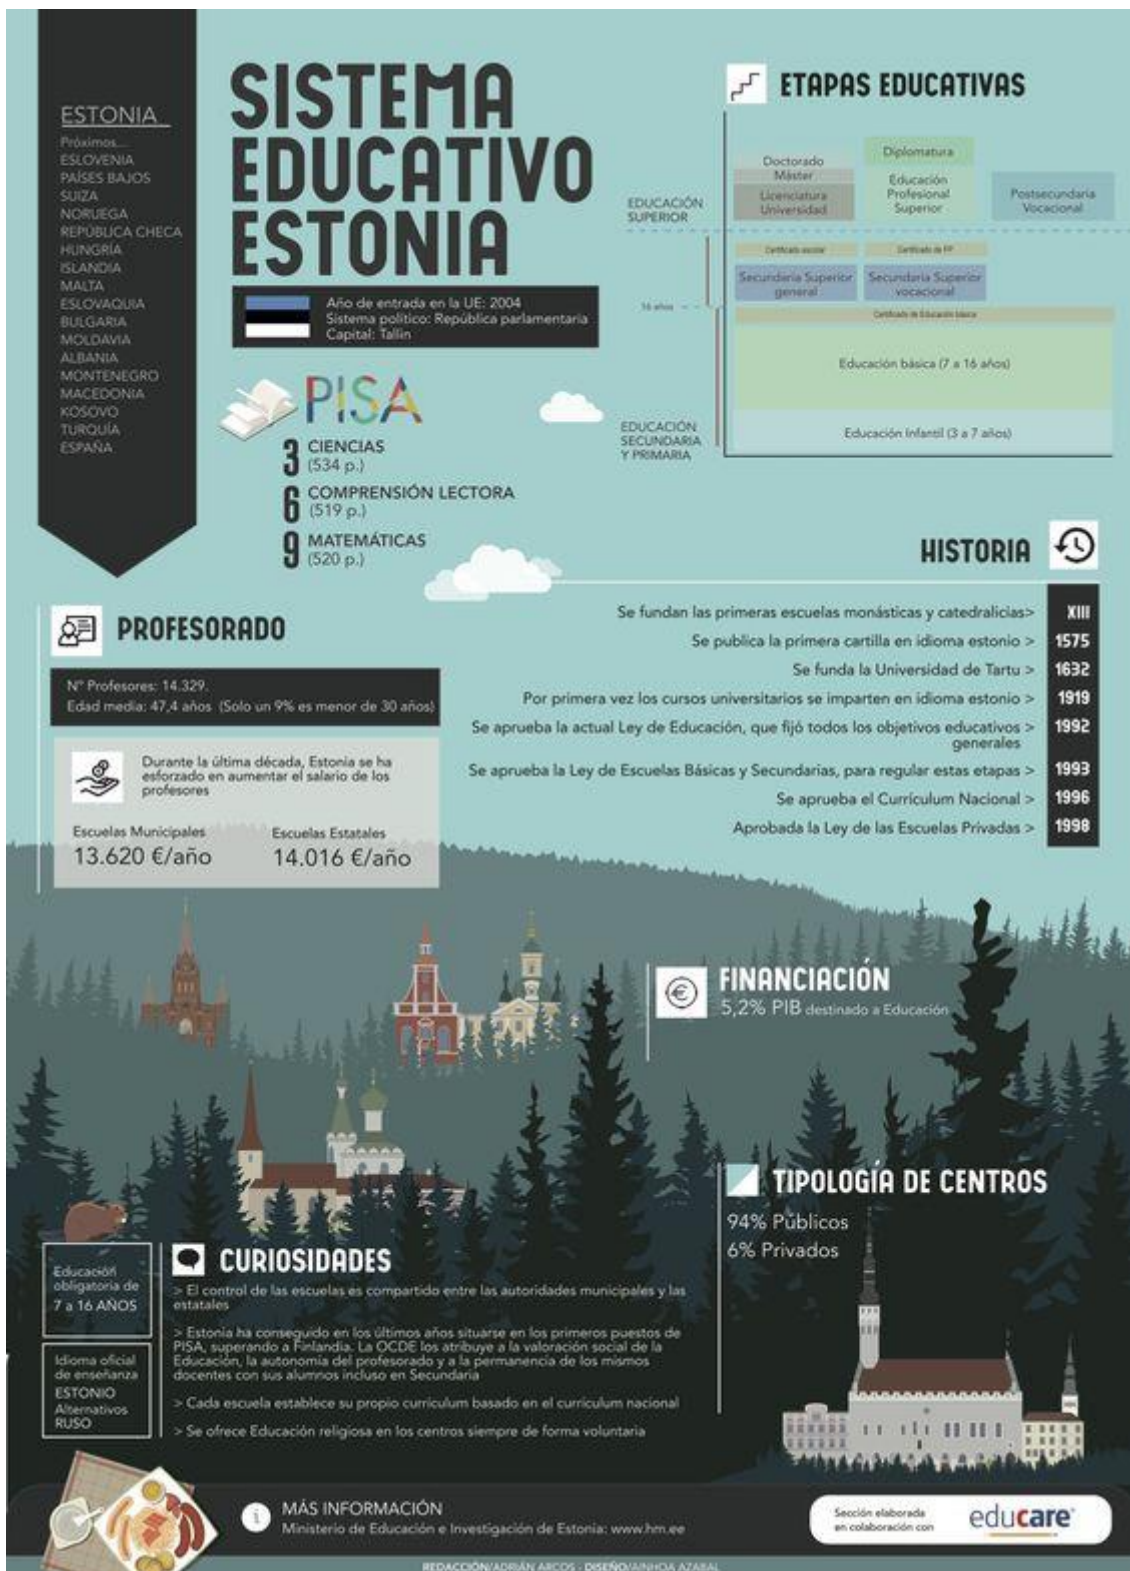 ESTONIA
Próximos...
ESLOVENIA
PAÍSES BAJOS
SUIZA
NORUEGA
REPÚBLICA CHECA
HUNGRÍA
ISLANDIA
MALTA
ESLOVAQUIA
BULGARIA
MOLDAVIA
ALBANIA
MONTENEGRO
MACEDONIA
KOSOVO
TURQUÍA
ESPAÑA
SISTEMA
EDUCATIVO
ESTONIA
Año de entrada en la UE: 2004
Sistema político: República parlamentaria
Capital: Tallin
PISA
3 CIENCIAS
(534 p.)
6 COMPRENSIÓN LECTORA
(519 p.)
9 MATEMÁTICAS
(520 p.)
ETAPAS EDUCATIVAS
EDUCACIÓN
SUPERIOR
Doctorado
Máster
Licenciatura
Universidad
Diplomatura
Educación
Profesional
Superior
Postsecundaria
Vocacional
Certificado escolar
Certificado de FP
Secundaria Superior
general
Secundaria Superior
vocacional
16 años
Certificado de Educación básica
Educación básica (7 a 16 años)
EDUCACIÓN
SECUNDARIA
Y PRIMARIA
Educación Infantil (3 a 7 años)
HISTORIA
Se fundan las primeras escuelas monásticas y catedralicias> XIII
Se publica la primera cartilla en idioma estonio > 1575
Se funda la Universidad de Tartu > 1632
Por primera vez los cursos universitarios se imparten en idioma estonio > 1919
Se aprueba la actual Ley de Educación, que fijó todos los objetivos educativos > 1992
generales
Se aprueba la Ley de Escuelas Básicas y Secundarias, para regular estas etapas > 1993
Se aprueba el Currículum Nacional > 1996
Aprobada la Ley de las Escuelas Privadas > 1998
PROFESORADO
Nº Profesores: 14.329.
Edad media: 47,4 años (Solo un 9% es menor de 30 años)
Durante la última década, Estonia se ha
esforzado en aumentar el salario de los
profesores
Escuelas Municipales
13.620 €/año
Escuelas Estatales
14.016 €/año
FINANCIACIÓN
5,2% PIB destinado a Educación
TIPOLOGÍA DE CENTROS
94% Públicos
6% Privados
Educación
obligatoria de
7 a 16 AÑOS
Idioma oficial
de enseñanza
ESTONIO
Alternativos
RUSO
CURIOSIDADES
> El control de las escuelas es compartido entre las autoridades municipales y las
estatales
> Estonia ha conseguido en los últimos años situarse en los primeros puestos de
PISA, superando a Finlandia. La OCDE los atribuye a la valoración social de la
Educación, la autonomía del profesorado y a la permanencia de los mismos
docentes con sus alumnos incluso en Secundaria
> Cada escuela establece su propio currículum basado en el currículum nacional
> Se ofrece Educación religiosa en los centros siempre de forma voluntaria
i
MÁS INFORMACIÓN
Ministerio de Educación e Investigación de Estonia: www.hm.ee
Sección elaborada
en colaboración con
educare
REDACCIÓN/ADRIÁN ARCOS - DISEÑO/AINHOA AZABAL